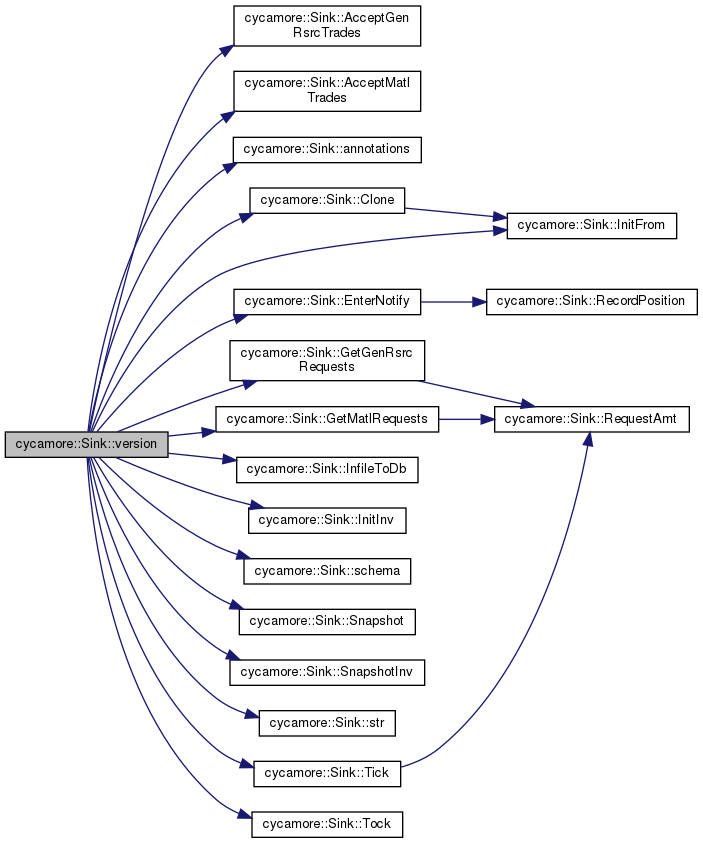 cycamore::Sink::AcceptGen
RsrcTrades
cycamore::Sink::AcceptMatl
Trades
cycamore::Sink::annotations
cycamore::Sink::Clone
cycamore::Sink::InitFrom
cycamore::Sink::EnterNotify
cycamore::Sink::RecordPosition
cycamore::Sink::GetGenRsrc
Requests
cycamore::Sink::GetMatlRequests
cycamore::Sink::RequestAmt
cycamore::Sink::version
cycamore::Sink::InfileToDb
cycamore::Sink::InitInv
cycamore::Sink::schema
cycamore::Sink::Snapshot
cycamore::Sink::SnapshotInv
cycamore::Sink::str
cycamore::Sink::Tick
cycamore::Sink::Tock